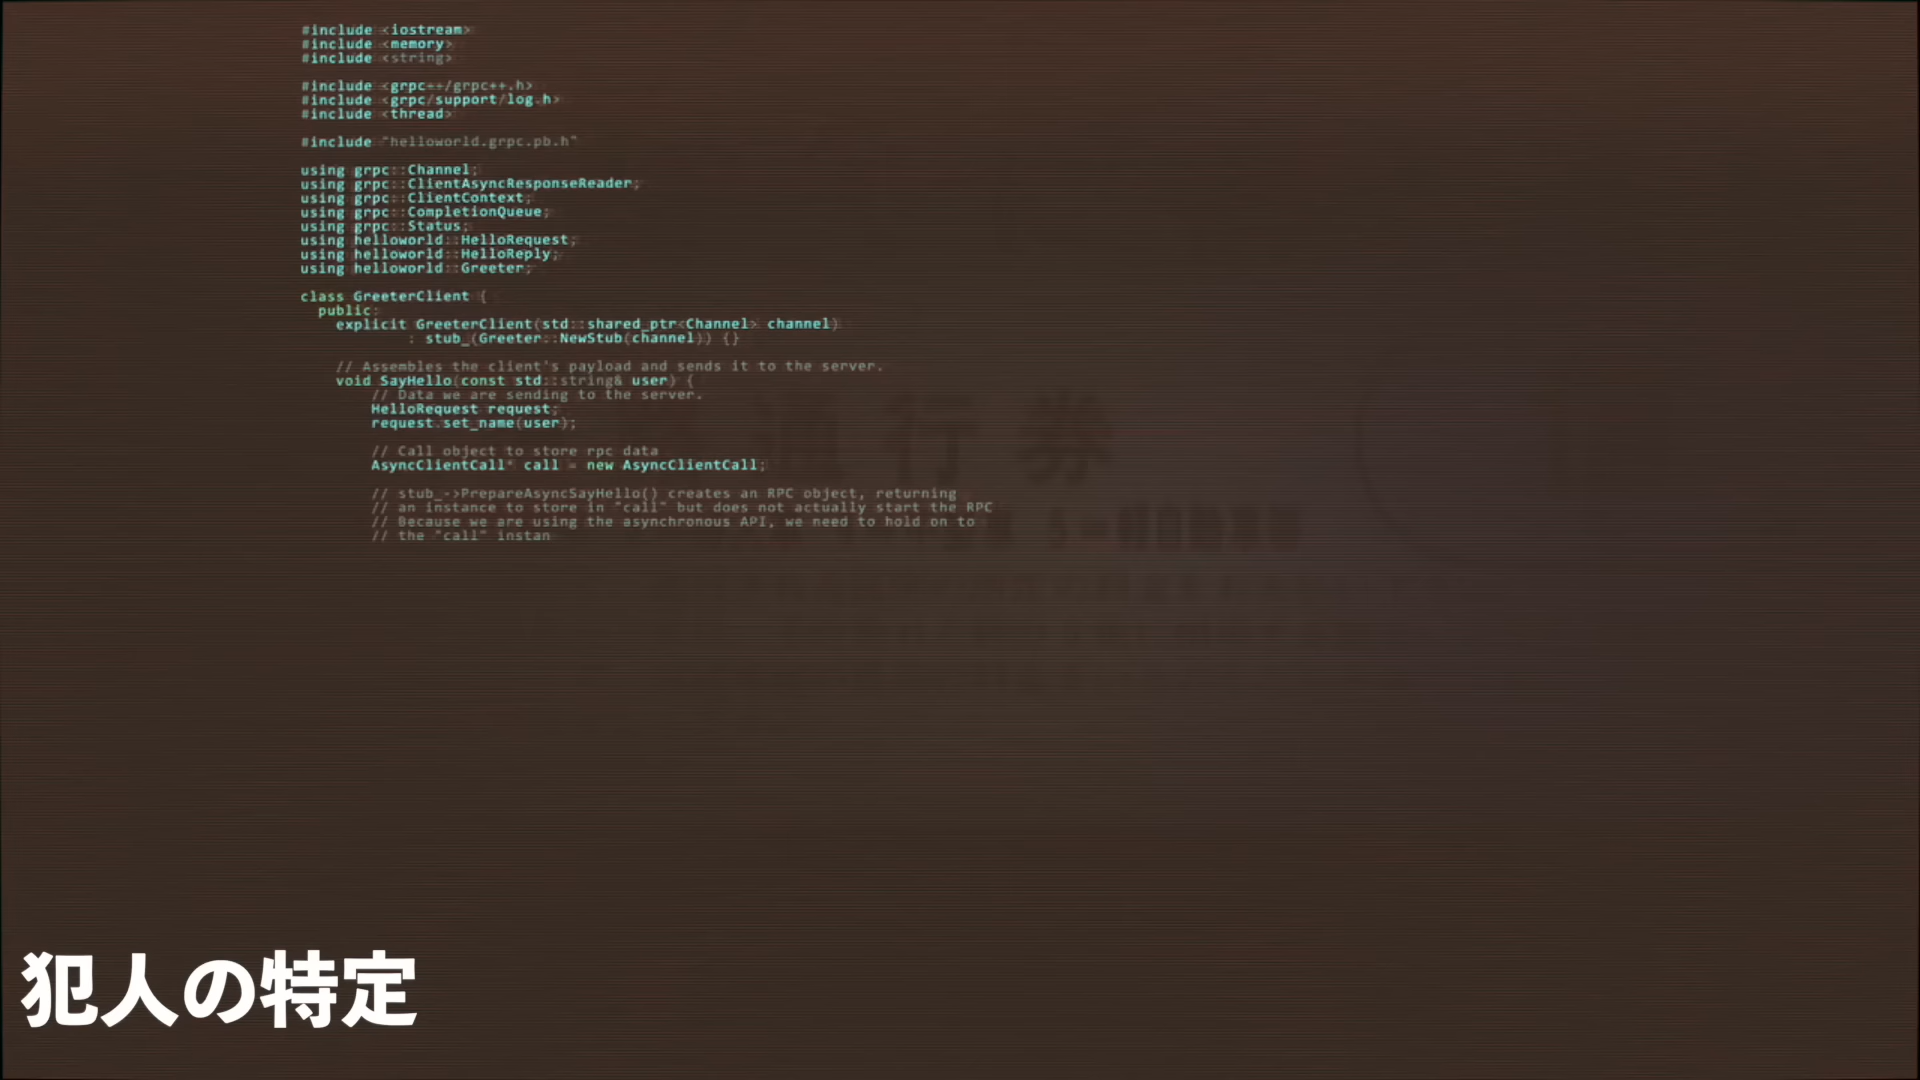 #include <iostream>
#include <memory>
#include <string>
#include <grpc++/grpc++.h>
#include <grpc/support/log.h>
#include <thread>
#include "helloworld.grpc.pb.h"
using grpc::Channel;
using grpc::ClientAsyncResponseReader;
using grpc::ClientContext;
using grpc::CompletionQueue;
using grpc::Status;
using helloworld::HelloRequest;
using helloworld::HelloReply;
using helloworld::Greeter;
class GreeterClient {
public:
explicit GreeterClient(std::shared_ptr<Channel> channel)
: stub_(Greeter::NewStub(channel)) {}
// Assembles the client's payload and sends it to the server.
void SayHello(const std::string& user) {
// Data we are sending to the server.
HelloRequest request;
request.set_name(user);
// Call object to store rpc data
AsyncClientCall* call = new AsyncClientCall;
// stub_->PrepareAsyncSayHello() creates an RPC object, returning
// an instance to store in "call" but does not actually start the RPC
// Because we are using the asynchronous API, we need to hold on to
// the "call" instan
行券
犯人の特定